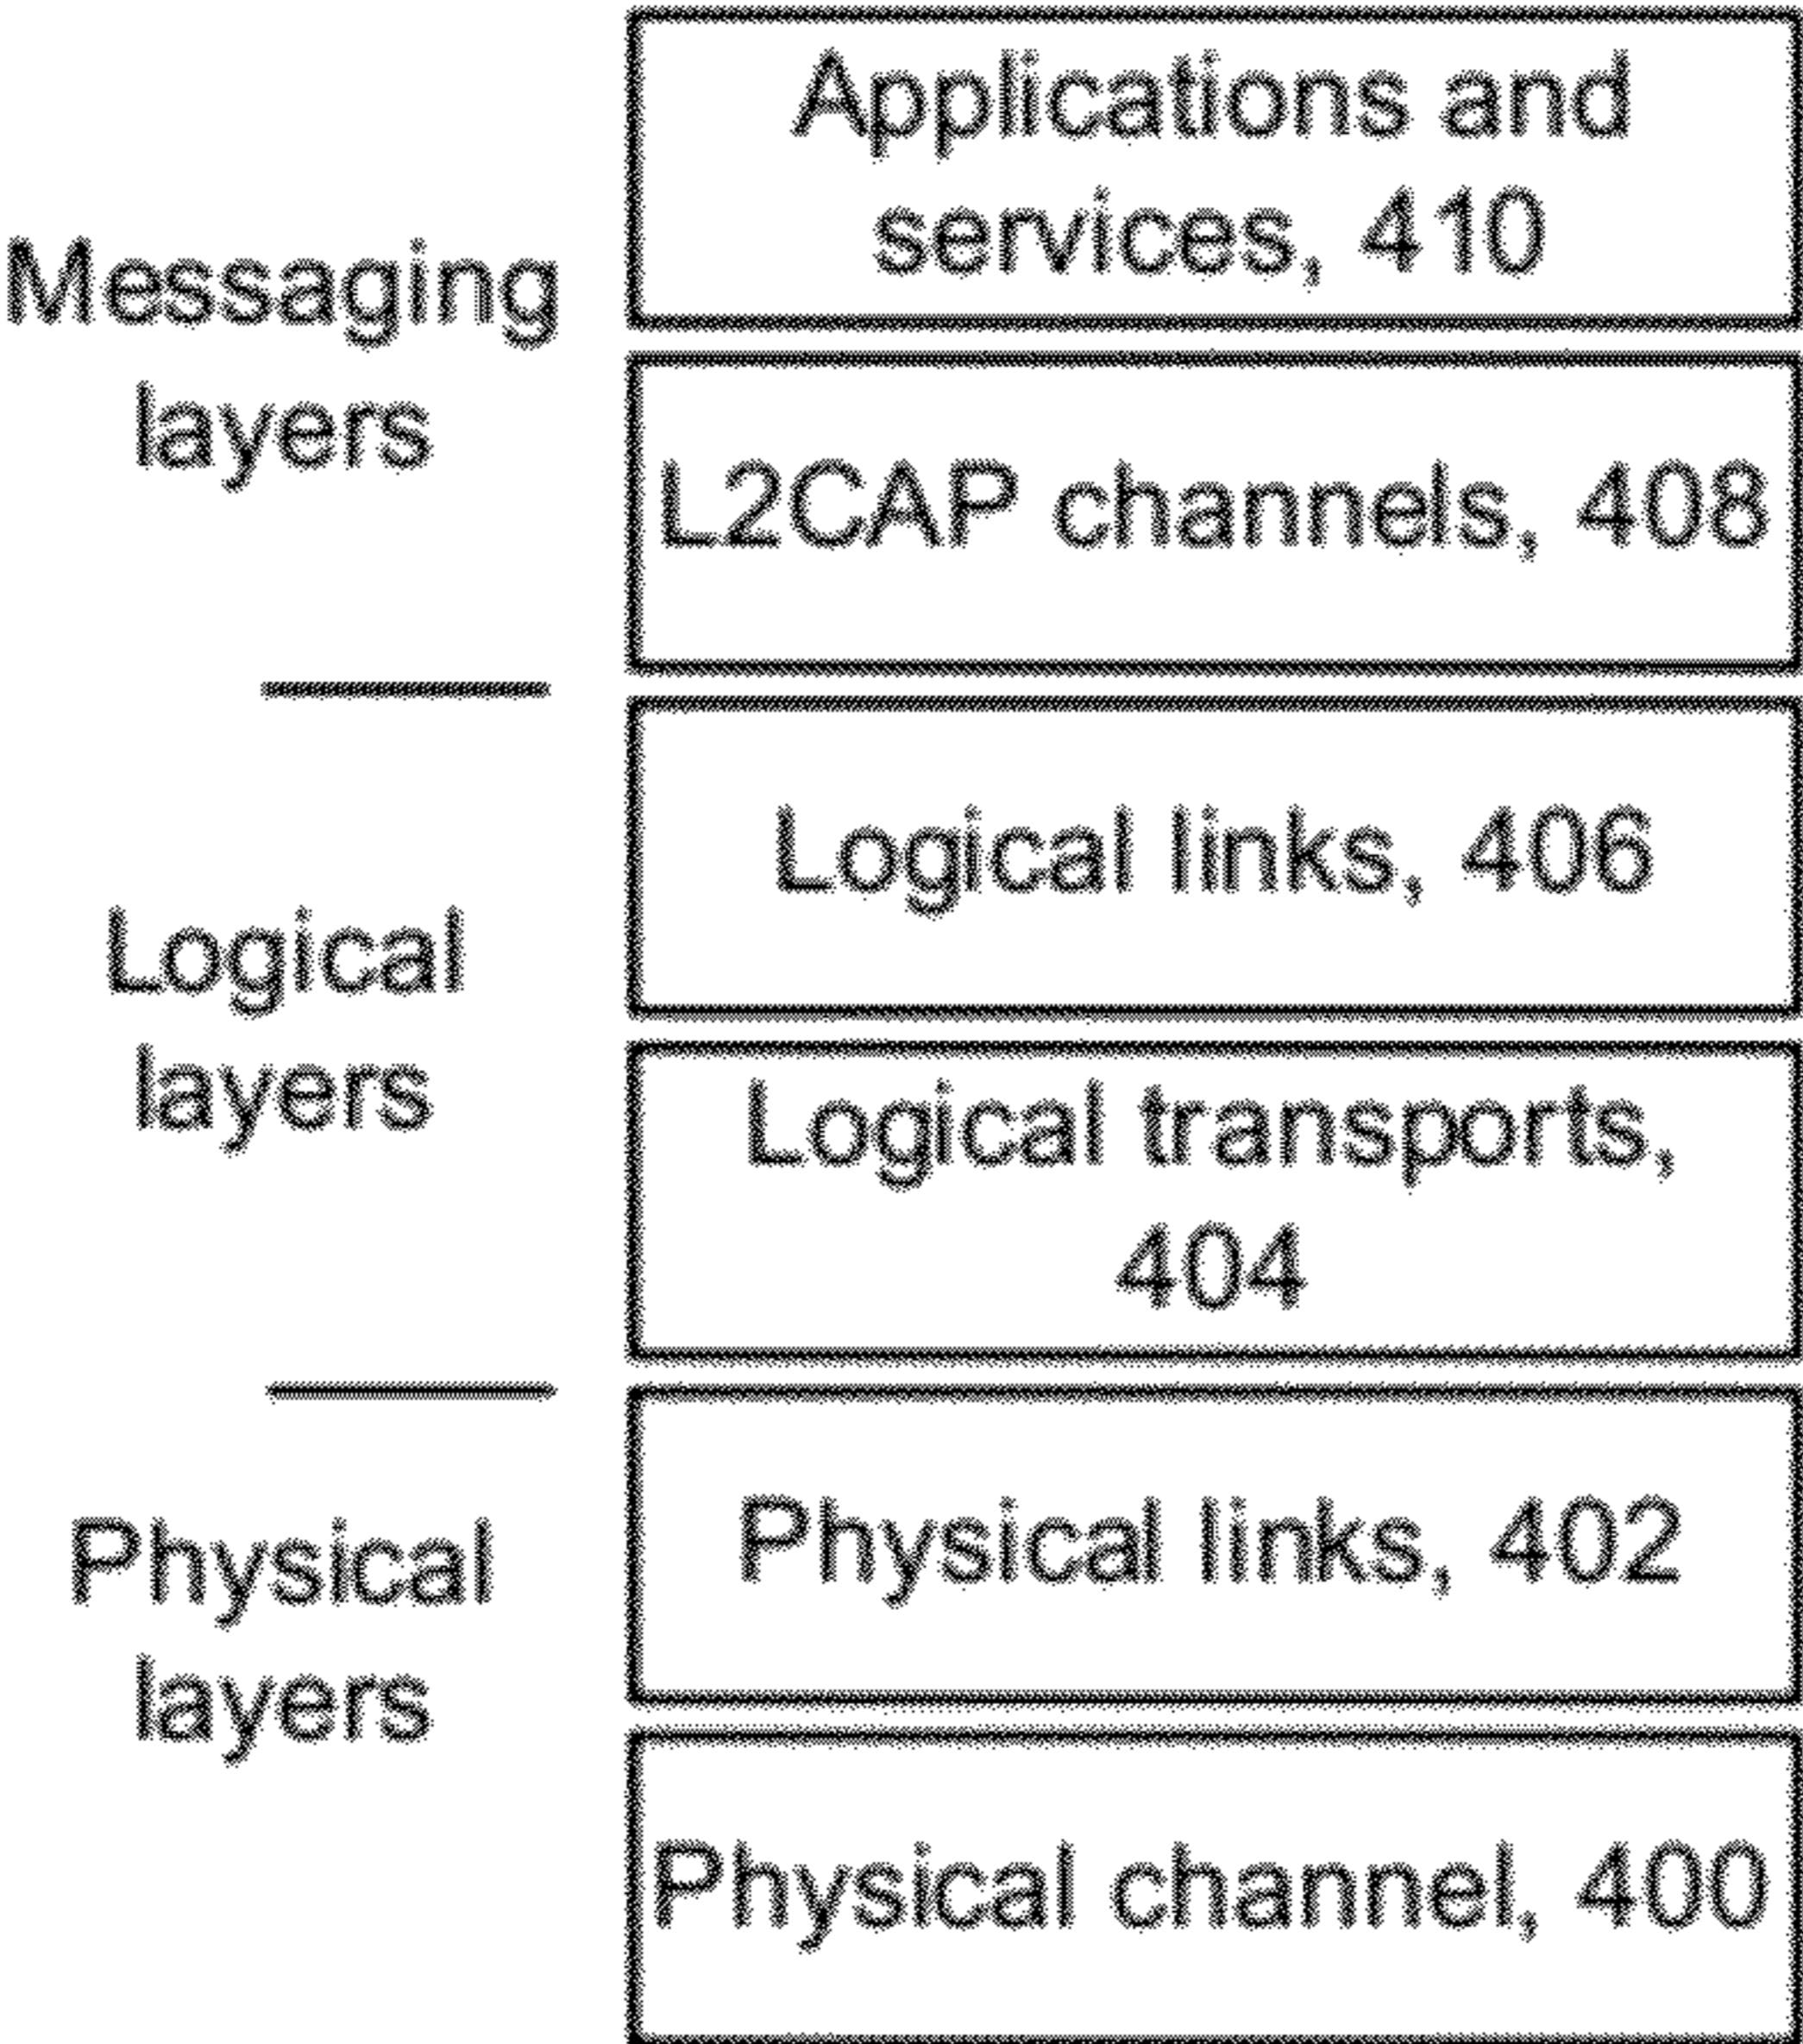 Applications and
services, 410
Messaging
layers
L2CAP channels, 408
Logical links, 406
Logical
layers
Logical transports,
404
Physical links, 402
Physical
layers
Physical channel, 400